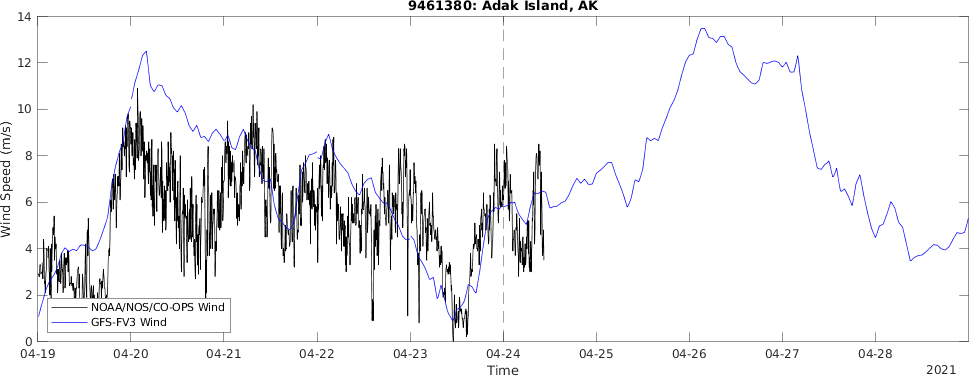 9461380: Adak Island, AK
14
12
10
8
6
4
2
0
Wind Speed (m/s)
NOAA/NOS/CO-OPS Wind
GFS-FV3 Wind
04-19 04-20 04-21 04-22 04-23 04-24 04-25 04-26 04-27 04-28
Time
2021